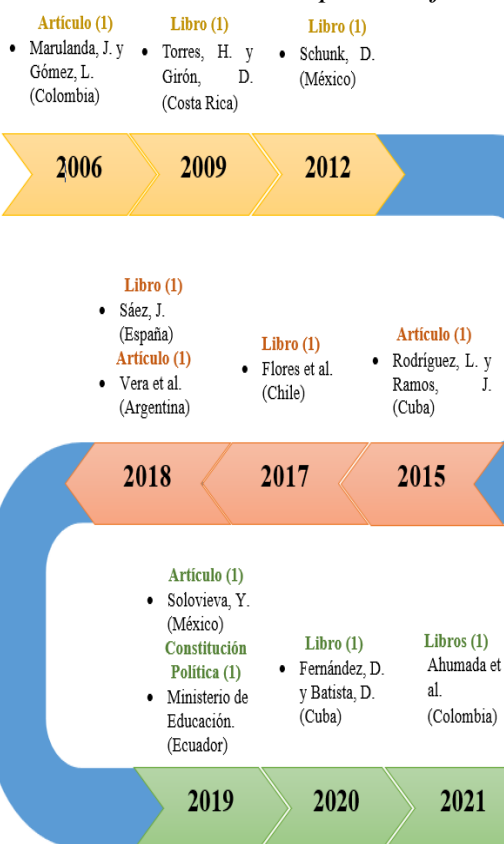 Artículo (1)
• Marulanda, J. y
Gómez, L.
(Colombia)
Libro (1)
• Torres, H. y
Girón, D.
(Costa Rica)
Libro (1)
• Schunk, D.
(México)
2006
2009
2012
Libro (1)
• Sáez, J.
(España)
Artículo (1)
• Vera et al.
(Argentina)
Libro (1)
• Flores et al.
(Chile)
Artículo (1)
• Rodríguez, L. y
Ramos, J.
(Cuba)
2018
2017
2015
Artículo (1)
• Solovieva, Y.
(México)
Constitución
Política (1)
• Ministerio de
Educación.
(Ecuador)
Libro (1)
• Fernández, D.
y Batista, D.
(Cuba)
Libros (1)
Ahumada et
al.
(Colombia)
2019
2020
2021